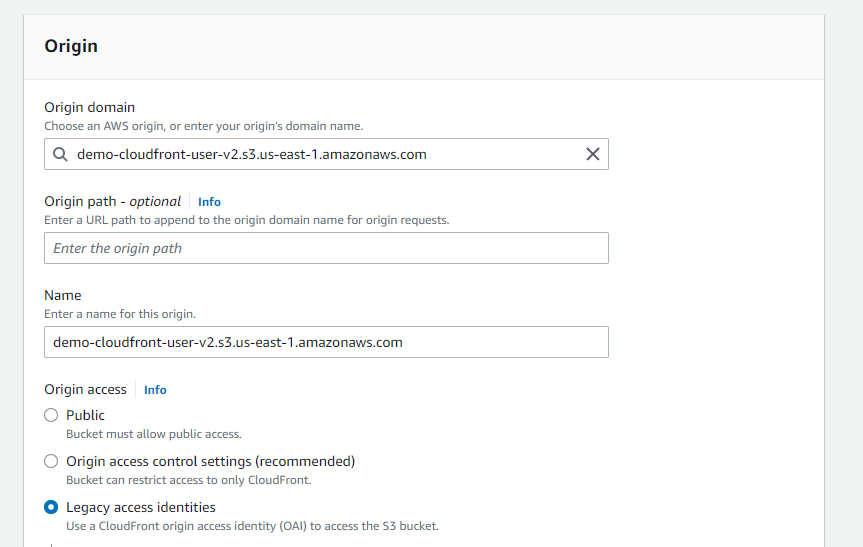 Origin
Origin domain
Choose an AWS origin, or enter your origin's domain name.
demo-cloudfront-user-v2.s3.us-east-1.amazonaws.com
Origin path - optional Info
Enter a URL path to append to the origin domain name for origin requests.
Enter the origin path
Name
Enter a name for this origin.
demo-cloudfront-user-v2.s3.us-east-1.amazonaws.com
Origin access Info
Public
Bucket must allow public access.
Origin access control settings (recommended)
Bucket can restrict access to only CloudFront.
Legacy access identities
Use a CloudFront origin access identity (OAI) to access the S3 bucket.